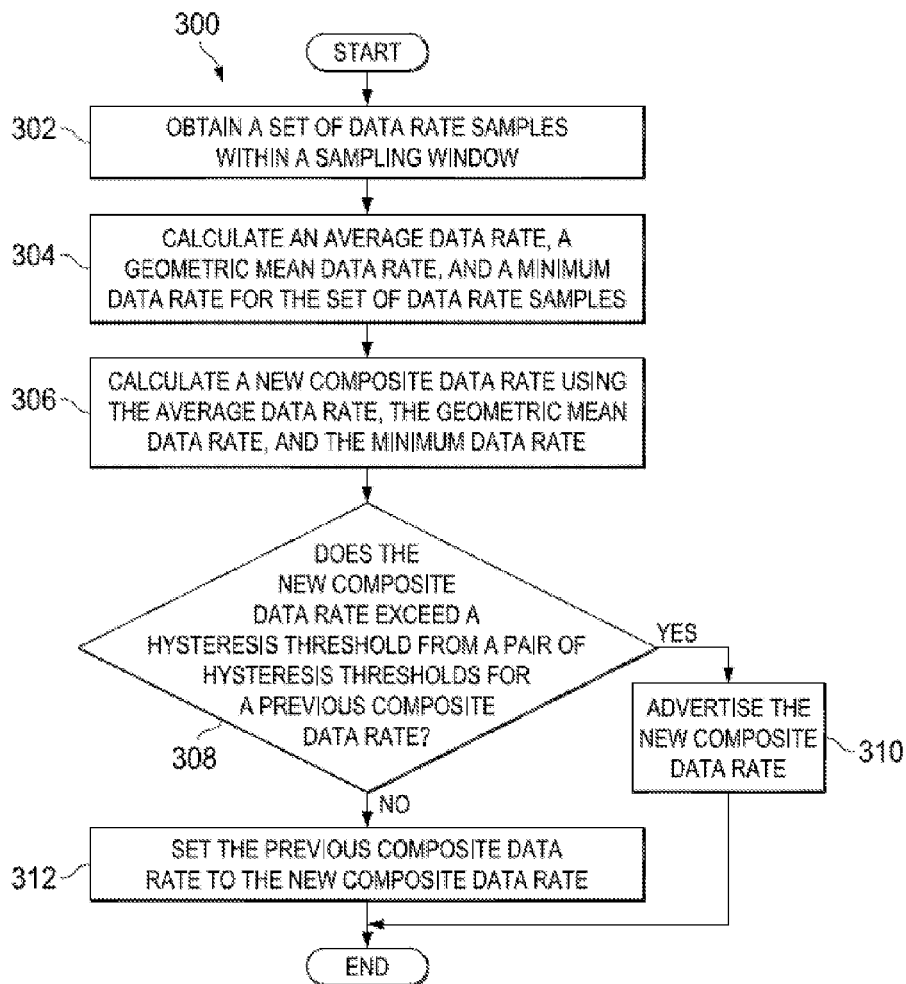 300
START
302
OBTAIN A SET OF DATA RATE SAMPLES
WITHIN A SAMPLING WINDOW
304
CALCULATE AN AVERAGE DATA RATE, A
GEOMETRIC MEAN DATA RATE, AND A MINIMUM
DATA RATE FOR THE SET OF DATA RATE SAMPLES
306
CALCULATE A NEW COMPOSITE DATA RATE USING
THE AVERAGE DATA RATE, THE GEOMETRIC MEAN
DATA RATE, AND THE MINIMUM DATA RATE
DOES THE
NEW COMPOSITE
DATA RATE EXCEED A
HYSTERESIS THRESHOLD FROM A PAIR OF
HYSTERESIS THRESHOLDS FOR
A PREVIOUS COMPOSITE
DATA RATE?
308
YES
ADVERTISE THE
NEW COMPOSITE
DATA RATE
310
NO
312
SET THE PREVIOUS COMPOSITE DATA
RATE TO THE NEW COMPOSITE DATA RATE
END